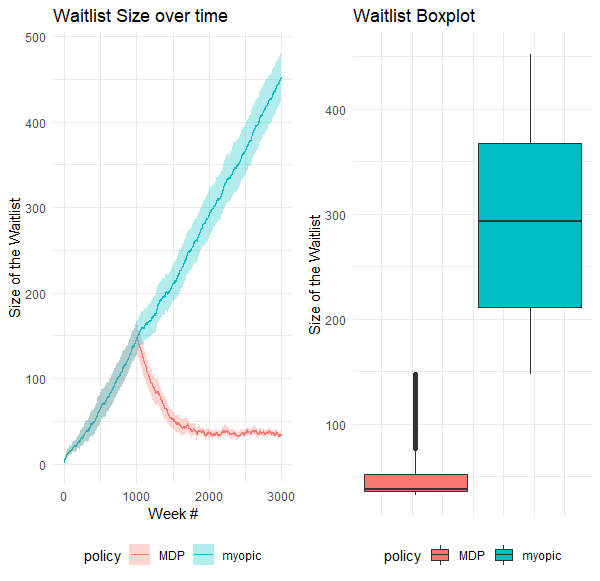 Waitlist Size over time
Size of the Waitlist
500
400
300
200
100
0
0 1000 2000 3000
Week #
policy MDP myopic
Waitlist Boxplot
Size of the Waitlist
400
300
200
100
policy MDP myopic